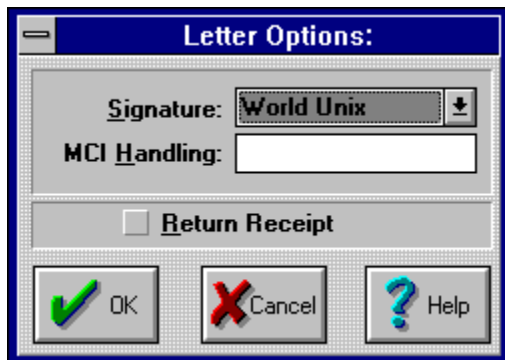 Letter Options:
Signature: World Unix
MCI Handling:
Return Receipt
OK Cancel Help